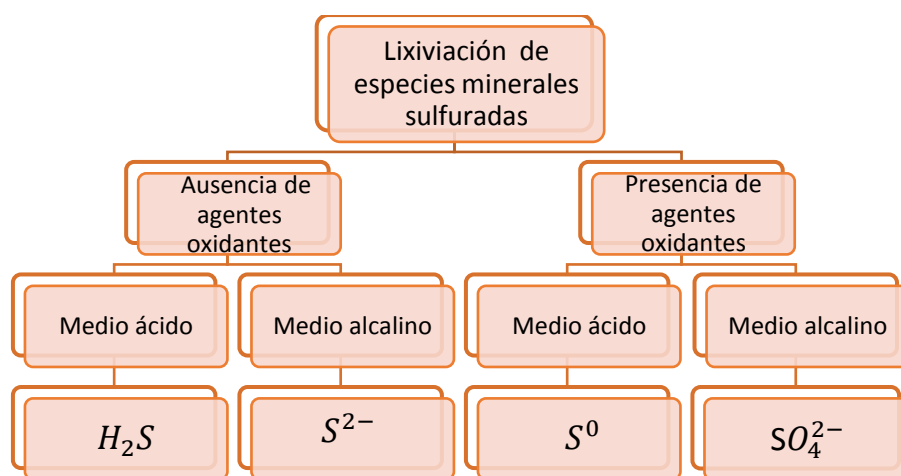 Lixiviación de
especies minerales
sulfuradas
Ausencia de
agentes
oxidantes
Presencia de
agentes
oxidantes
Medio ácido
Medio alcalino
Medio ácido
Medio alcalino
H₂S
S²⁻
S⁰
SO₄²⁻